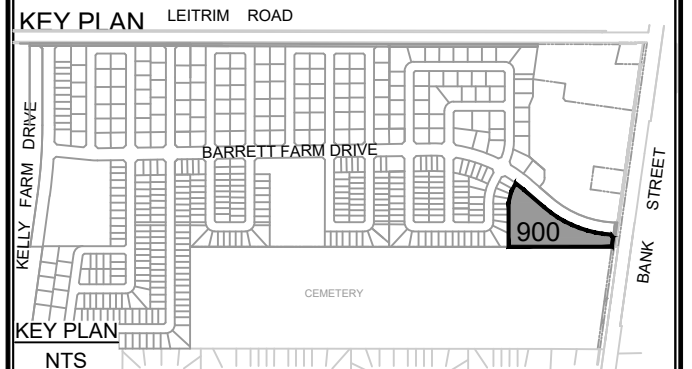 KEY PLAN
LEITRIM ROAD
KELLY FARM DRIVE
BARRETT FARM DRIVE
BANK STREET
900
CEMETERY
KEY PLAN
NTS